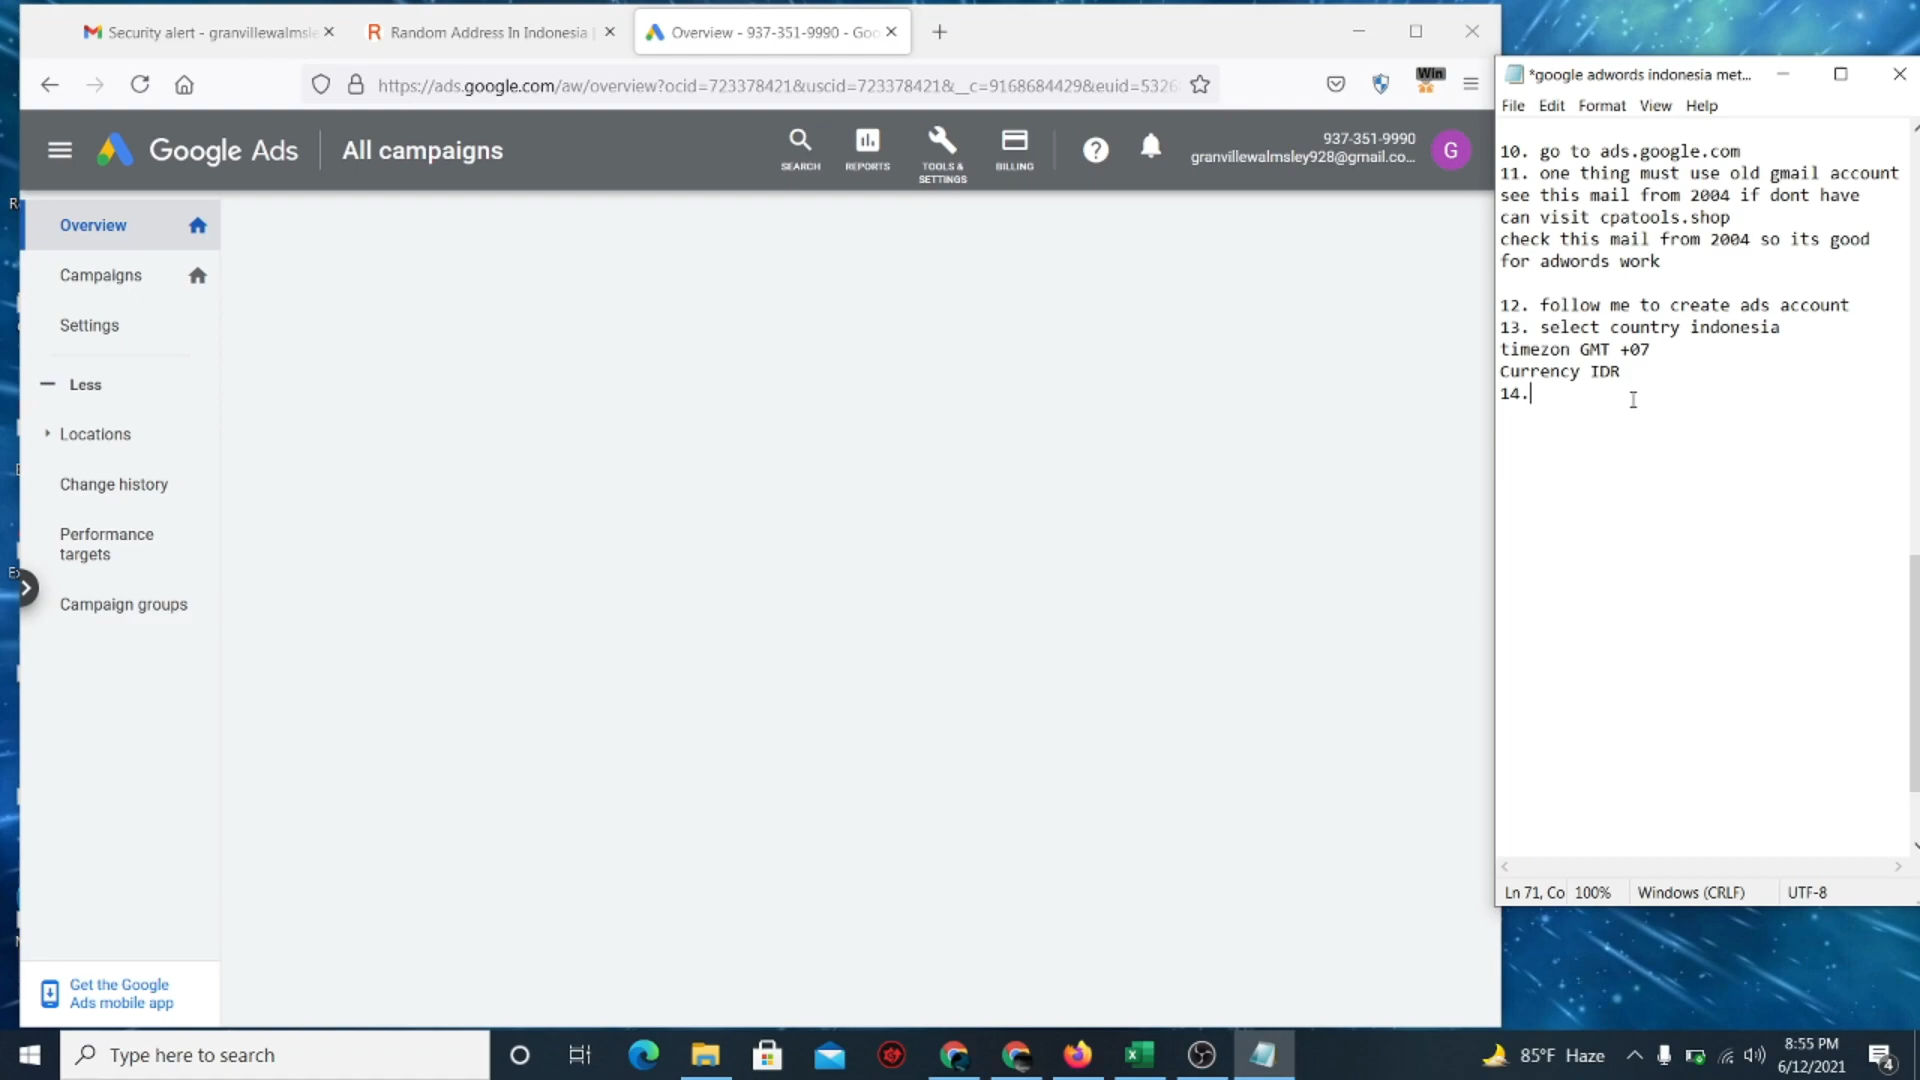 Security alert - granvillewalmsle
Random Address In Indonesia |
Overview - 937-351-9990 - Goo
https://ads.google.com/aw/overview?ocid=723378421&uscid=723378421&__c=9168684429&euid=5326
Win
Google Ads
All campaigns
SEARCH
REPORTS
TOOLS &
SETTINGS
BILLING
937-351-9990
granvillewalmsley928@gmail.co...
G
Overview
Campaigns
Settings
Less
Locations
Change history
Performance
targets
Campaign groups
Get the Google
Ads mobile app
*google adwords indonesia met...
File Edit Format View Help
10. go to ads.google.com
11. one thing must use old gmail account
see this mail from 2004 if dont have
can visit cpatools.shop
check this mail from 2004 so its good
for adwords work
12. follow me to create ads account
13. select country indonesia
timezon GMT +07
Currency IDR
14.
Ln 71, Co
100%
Windows (CRLF)
UTF-8
Type here to search
85°F Haze
8:55 PM
6/12/2021
4